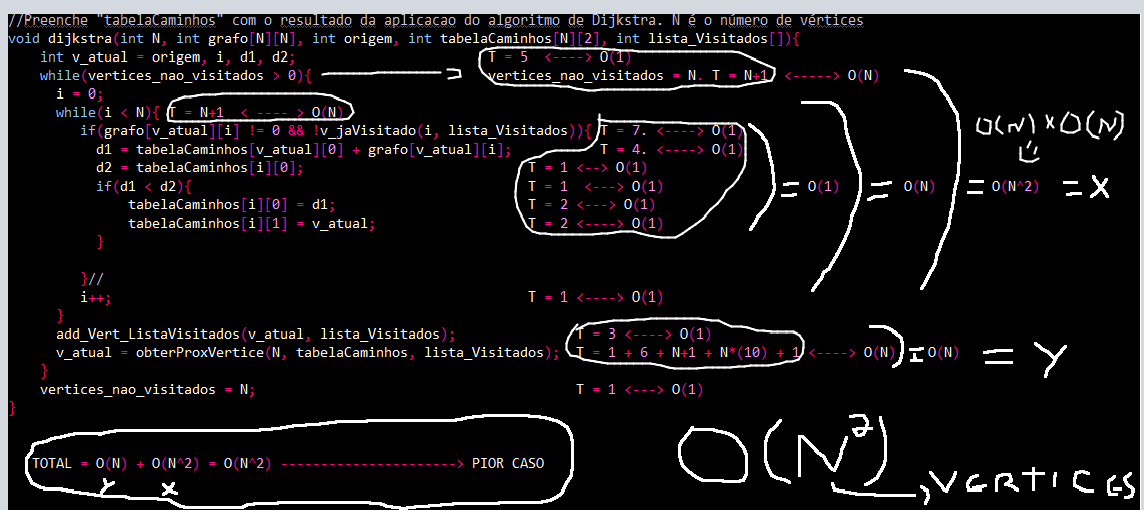 //Preenche "tabelaCaminhos" com o resultado da aplicacao do algoritmo de Dijkstra. N é o número de vértices
void dijkstra(int N, int grafo[N][N], int origem, int tabelaCaminhos[N][2], int lista_Visitados[]){
int v_atual = origem, i, d1, d2; T = 5 <----> O(1)
while(vertices_nao_visitados > 0){ vertices_nao_visitados = N. T = N+1 <-----> O(N)
i = 0;
while(i < N){ T = N+1 <-----> O(N)
if(grafo[v_atual][i] != 0 && !v_jaVisitado(i, lista_Visitados)){ T = 7. <----> O(1) O(N) X O(N)
d1 = tabelaCaminhos[v_atual][0] + grafo[v_atual][i]; T = 4. <----> O(1)
d2 = tabelaCaminhos[i][0]; T = 1 <---> O(1)
if(d1 < d2){ T = 1 <---> O(1) = O(1) = O(N) = O(N^2) = X
tabelaCaminhos[i][0] = d1; T = 2 ---> O(1)
tabelaCaminhos[i][1] = v_atual; T = 2 <----> O(1)
}
}//
i++; T = 1 <----> O(1)
}
add_Vert_ListaVisitados(v_atual, lista_Visitados); T = 3 <----> O(1)
v_atual = obterProxVertice(N, tabelaCaminhos, lista_Visitados); T = 1 + 6 + N+1 + N*(10) + 1 <----> O(N) = O(N) = Y
}
vertices_nao_visitados = N; T = 1 <---> O(1)
}
TOTAL = O(N) + O(N^2) = O(N^2) ----------------------> PIOR CASO
Y X
O(N²)
VERTICES